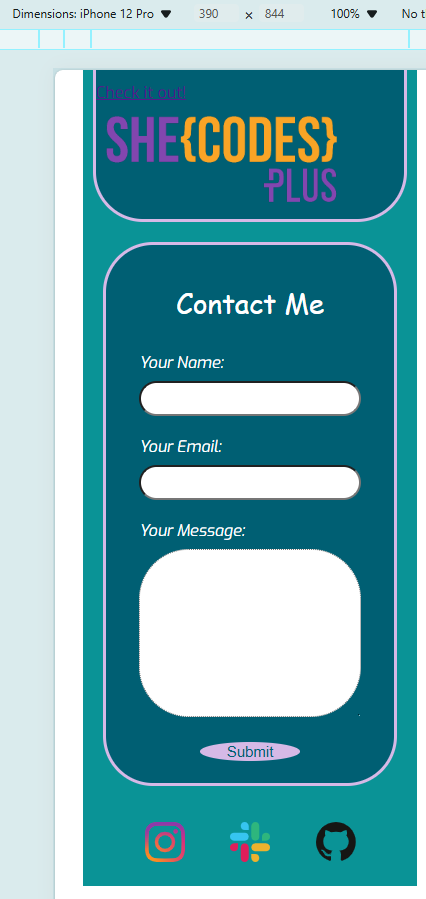 Dimensions: iPhone 12 Pro ▼ 390 × 844 100% ▼ No t
Check it out!
SHE{CODES}
PLUS
Contact Me
Your Name:
Your Email:
Your Message:
Submit